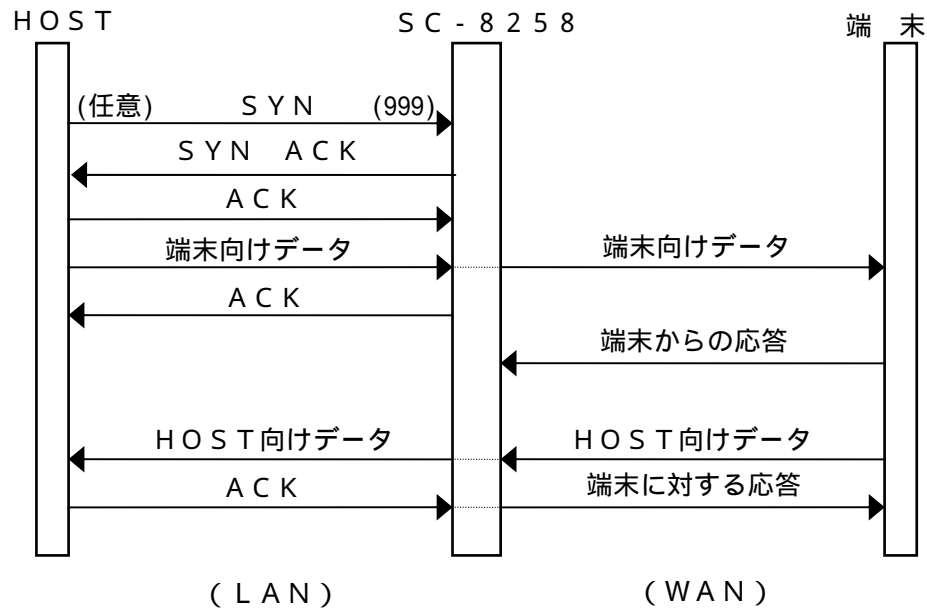 ＨＯＳＴ ＳＣ-８２５８ 端 末
(任意) ＳＹＮ (999)
ＳＹＮ ＡＣＫ
ＡＣＫ
端末向けデータ 端末向けデータ
ＡＣＫ
端末からの応答
ＨＯＳＴ向けデータ ＨＯＳＴ向けデータ
ＡＣＫ 端末に対する応答
（ＬＡＮ） （ＷＡＮ）